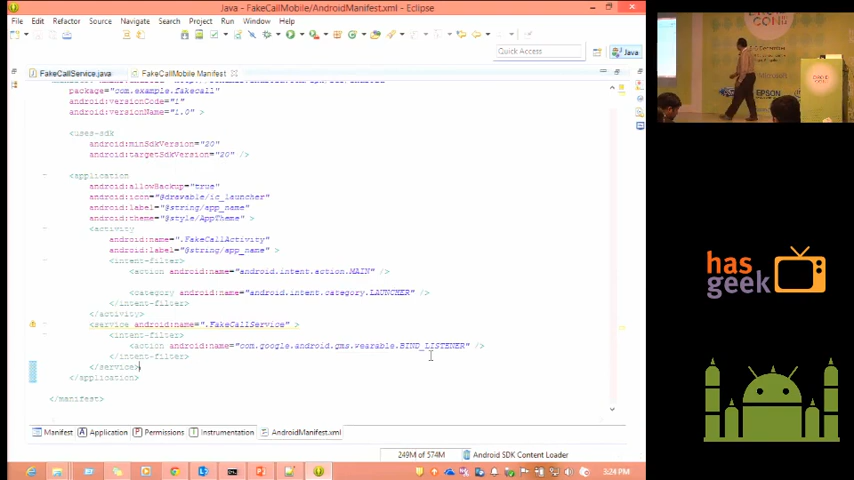 Java - FakeCallMobile/AndroidManifest.xml - Eclipse
File Edit Refactor Source Navigate Search Project Run Window Help
Quick Access
Java
FakeCallService.java
FakeCallMobile Manifest
package="com.example.fakecall"
android:versionCode="1"
android:versionName="1.0" >
<uses-sdk
android:minSdkVersion="20"
android:targetSdkVersion="20" />
<application
android:allowBackup="true"
android:icon="@drawable/ic_launcher"
android:label="@string/app_name"
android:theme="@style/AppTheme" >
<activity
android:name=".FakeCallActivity"
android:label="@string/app_name" >
<intent-filter>
<action android:name="android.intent.action.MAIN" />
<category android:name="android.intent.category.LAUNCHER" />
</intent-filter>
</activity>
<service android:name=".FakeCallService" >
<intent-filter>
<action android:name="com.google.android.gms.wearable.BIND_LISTENER" />
</intent-filter>
</service>
</application>
</manifest>
Manifest
Application
Permissions
Instrumentation
AndroidManifest.xml
249M of 574M
Android SDK Content Loader
3:24 PM
EPSON
has
geek